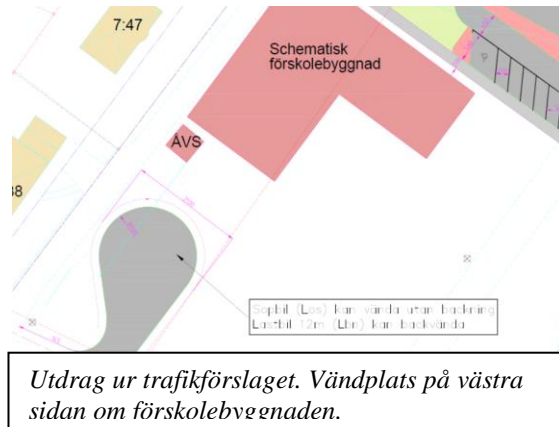 7:47
Schematisk
förskolebyggnad
ÅVS
Sopbil (Los) kan vända utan backning
Lastbil 12m (Lbn) kan backvända
Utdrag ur trafikförslaget. Vändplats på västra
sidan om förskolebyggnaden.